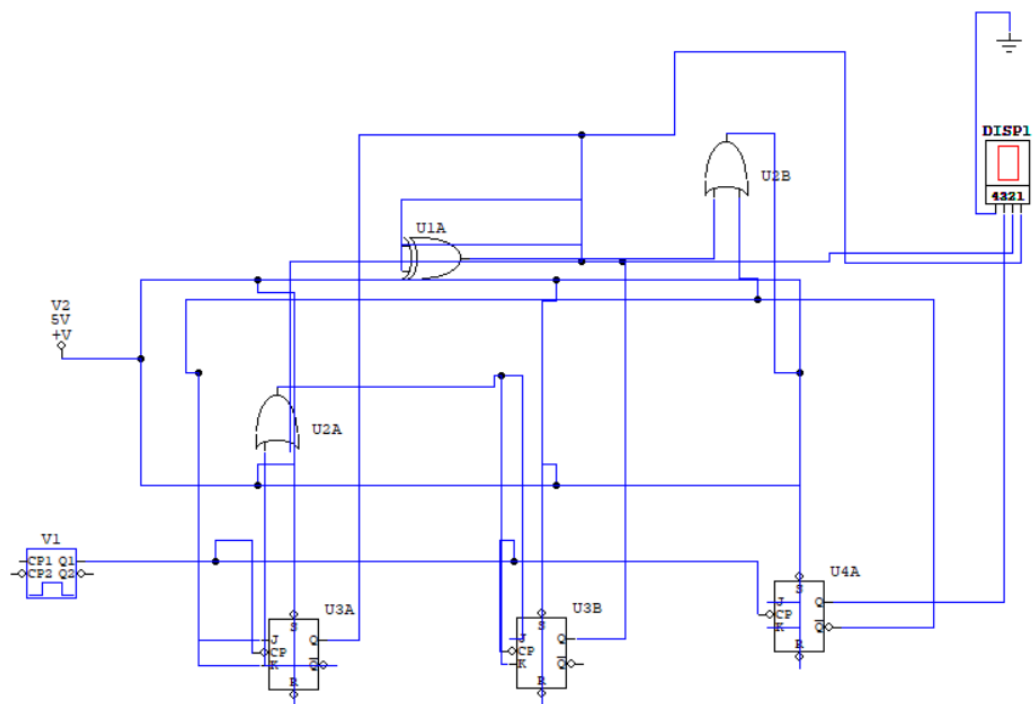 DISP1
4321
U2B
U1A
V2
5V
+V
U2A
V1
CP1 Q1
CP2 Q2
U3A
S
J Q
CP
K Q
R
U3B
S
J Q
CP
K Q
R
U4A
S
J Q
CP
K Q
R